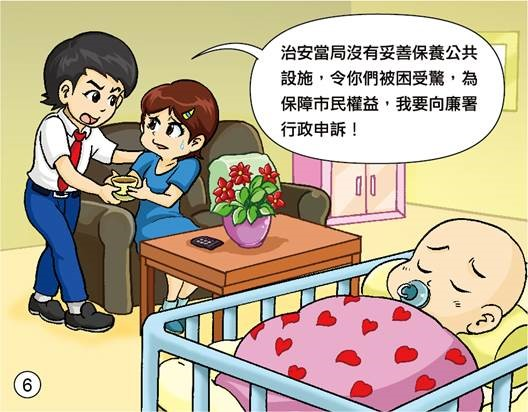 治安當局沒有妥善保養公共
設施，令你們被困受驚，為
保障市民權益，我要向廉署
行政申訴！
6